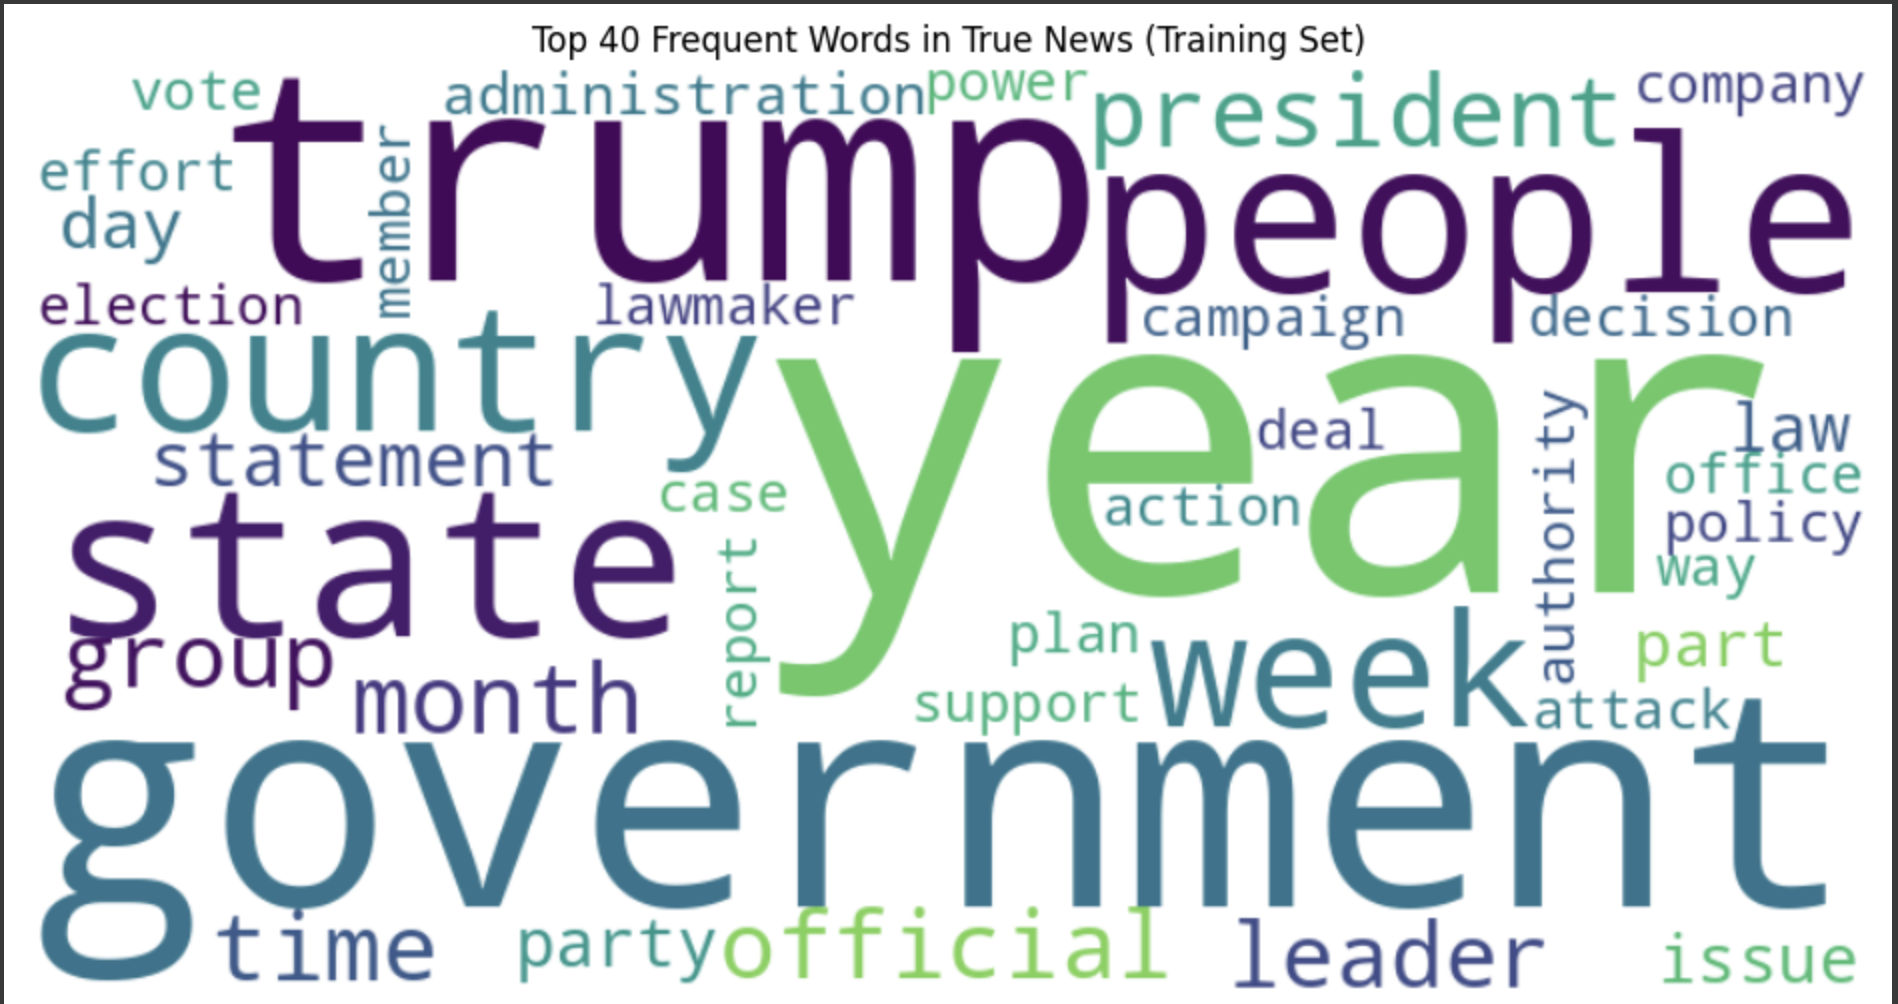 Top 40 Frequent Words in True News (Training Set)
vote
administration
power
president
company
trump
people
effort
member
day
election
lawmaker
campaign
decision
country
year
deal
authority
law
statement
case
action
office
policy
state
report
way
group
month
plan
support
week
part
attack
government
time
party
official
leader
issue